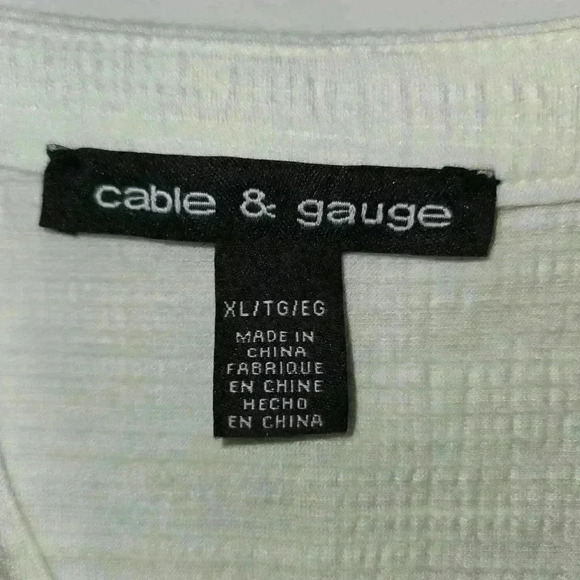 cable & gauge
XL/TG/EG
MADE IN
CHINA
FABRIQUE
EN CHINE
HECHO
EN CHINA